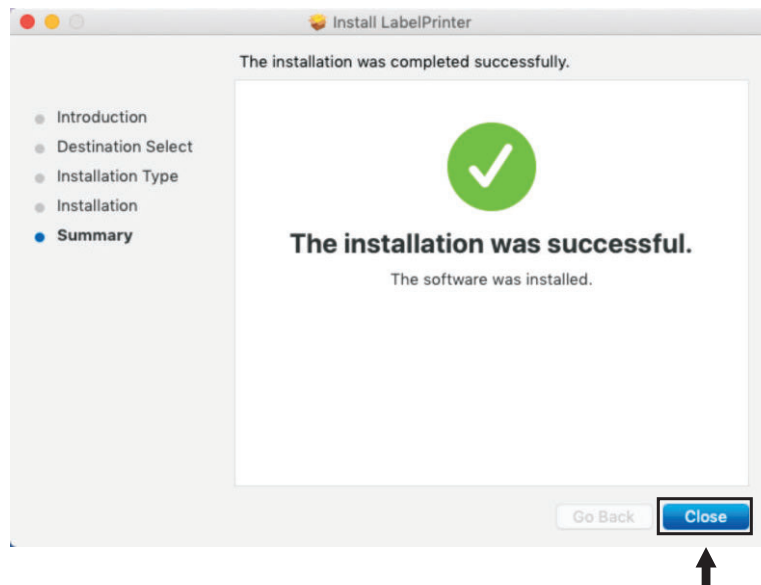 Install LabelPrinter
The installation was completed successfully.
Introduction
Destination Select
Installation Type
Installation
Summary
The installation was successful.
The software was installed.
Go Back
Close